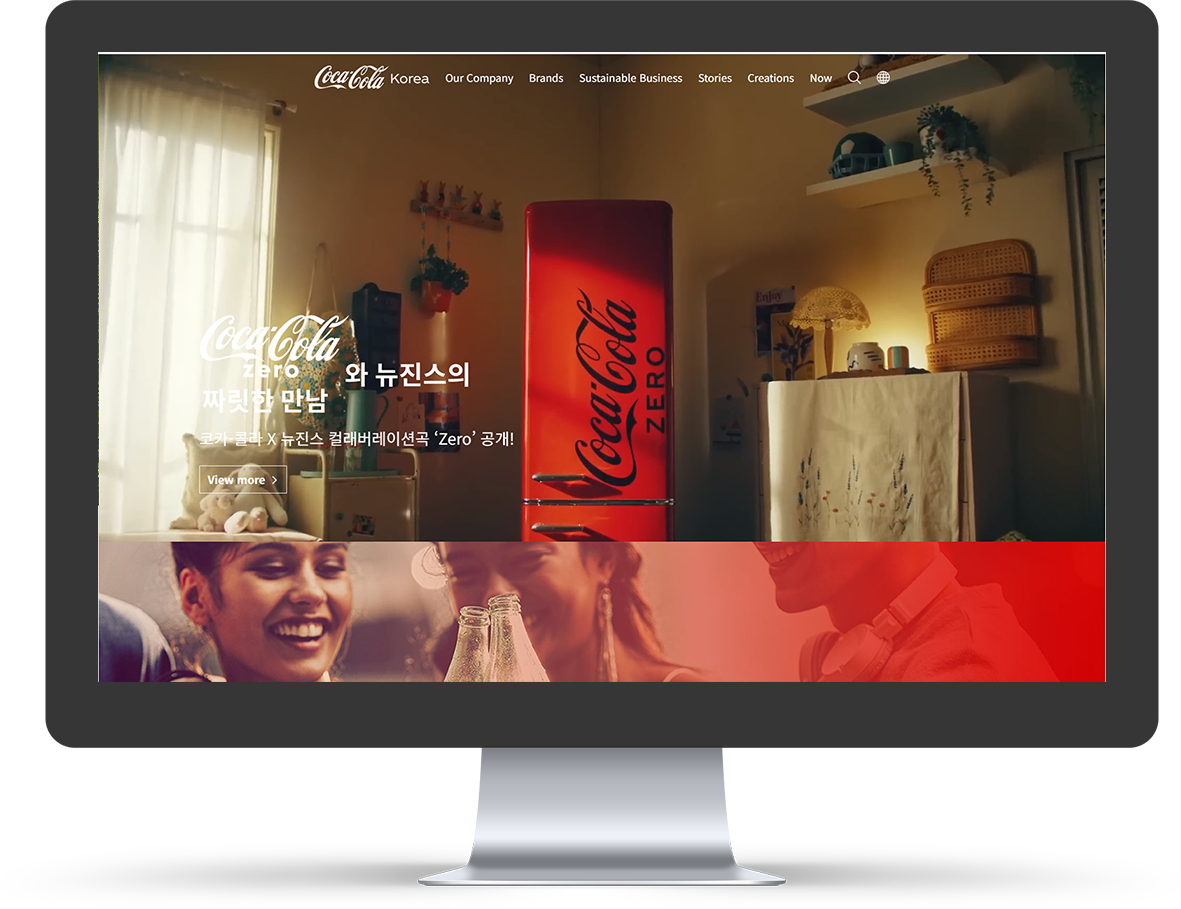 Coca-Cola Korea Our Company Brands Sustainable Business Stories Creations Now
Enjoy
Coca-Cola
zero 와 뉴진스의
짜릿한 만남
코카-콜라 X 뉴진스 컬래버레이션곡 ‘Zero’ 공개!
View more >
Coca-Cola
ZERO